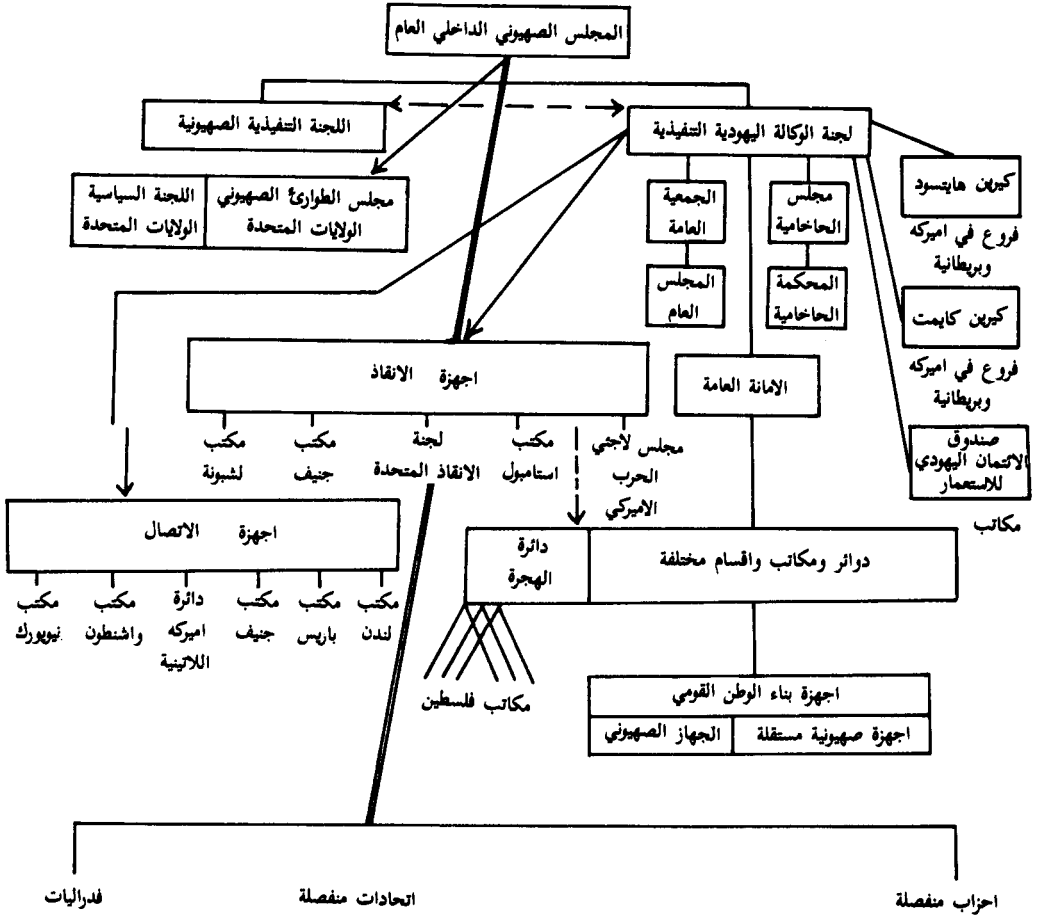 المجلس الصهيوني الداخلي العام
اللجنة التنفيذية الصهيونية
لجنة الوكالة اليهودية التنفيذية
كيرين هايتسود
فروع في اميركه
وبريطانية
مجلس
الحاخامية
الجمعية
العامة
مجلس الطوارئ الصهيوني
الولايات المتحدة
اللجنة السياسية
الولايات المتحدة
المحكمة
الحاخامية
المجلس
العام
كيرين كايمت
فروع في اميركه
وبريطانية
اجهزة الانقاذ
الامانة العامة
صندوق
الائتمان اليهودي
للاستعمار
مكاتب
مجلس لاجئي
الحرب
الاميركي
مكتب
استامبول
لجنة
الانقاذ المتحدة
مكتب
جنيف
مكتب
لشبونة
اجهزة الاتصال
دوائر ومكاتب واقسام مختلفة
دائرة
الهجرة
مكتب
لندن
مكتب
باريس
مكتب
جنيف
دائرة
اميركه
اللاتينية
مكتب
واشنطون
مكتب
نيويورك
مكاتب فلسطين
اجهزة بناء الوطن القومي
اجهزة صهيونية مستقلة
الجهاز الصهيوني
احزاب منفصلة
اتحادات منفصلة
فدراليات